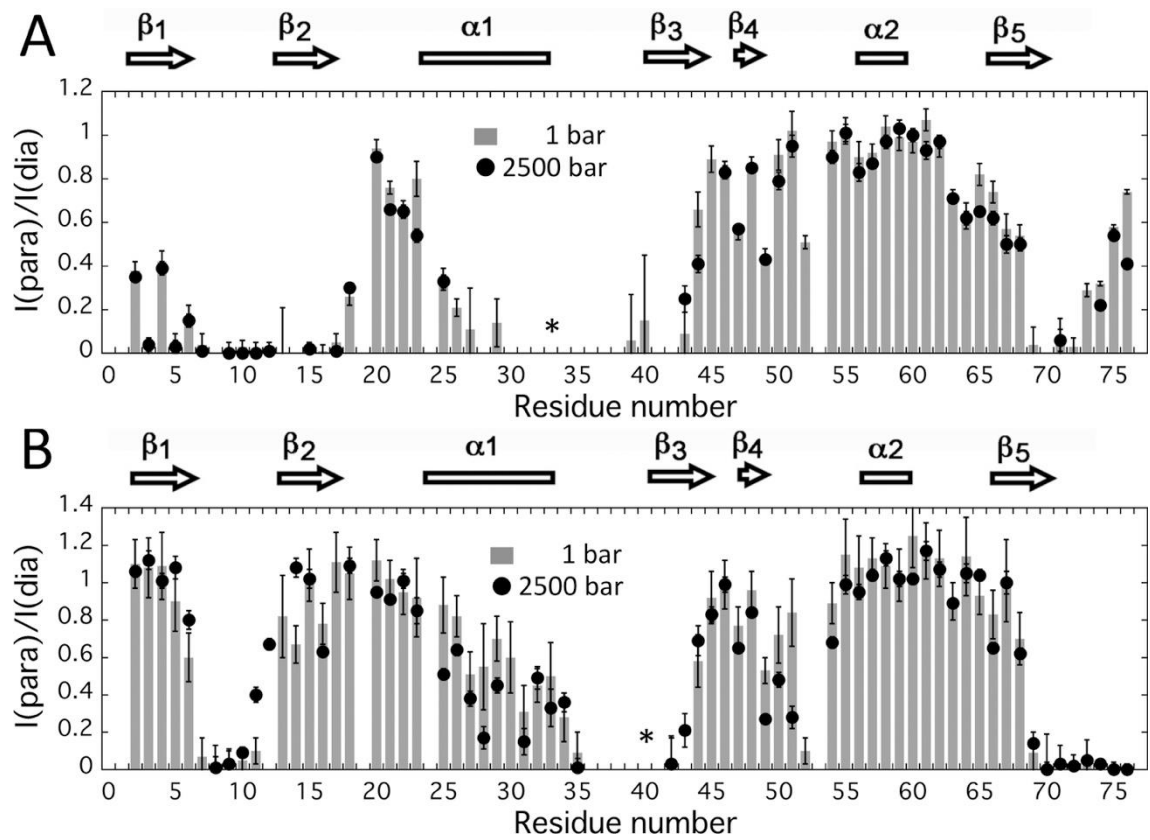 A
β1 β2 α1 β3 β4 α2 β5
I(para)/I(dia)
1.2
1
0.8
0.6
0.4
0.2
0
1 bar
2500 bar
*
0 5 10 15 20 25 30 35 40 45 50 55 60 65 70 75
Residue number
B
β1 β2 α1 β3 β4 α2 β5
I(para)/I(dia)
1.4
1.2
1
0.8
0.6
0.4
0.2
0
1 bar
2500 bar
*
0 5 10 15 20 25 30 35 40 45 50 55 60 65 70 75
Residue number